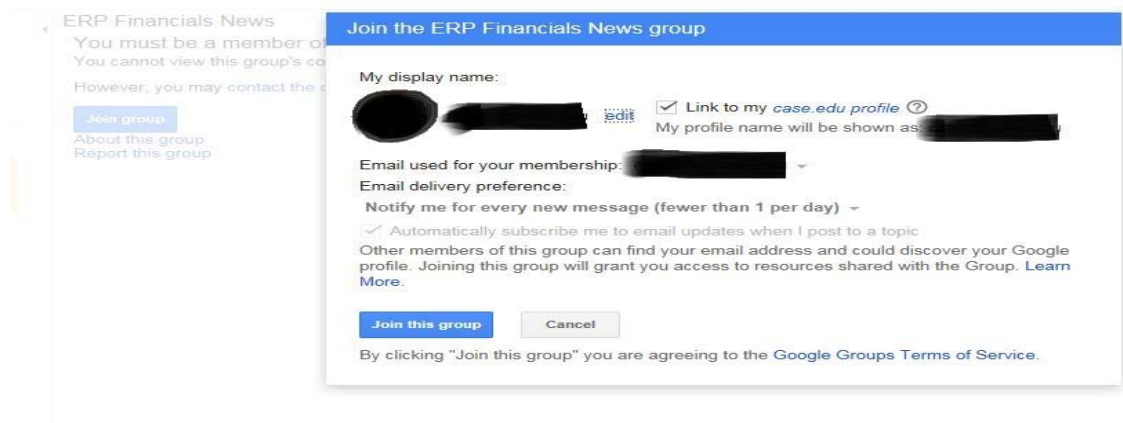 ERP Financials News
You must be a member of
You cannot view this group's co
However, you may contact the
Join group
About this group
Report this group
Join the ERP Financials News group
My display name:
edit
Link to my case.edu profile
My profile name will be shown as:
Email used for your membership:
Email delivery preference:
Notify me for every new message (fewer than 1 per day)
Automatically subscribe me to email updates when I post to a topic
Other members of this group can find your email address and could discover your Google
profile. Joining this group will grant you access to resources shared with the Group. Learn
More.
Join this group Cancel
By clicking "Join this group" you are agreeing to the Google Groups Terms of Service.